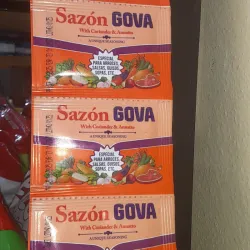 Sazón GOYA
With Coriander & Annatto
ESPECIAL
PARA ARROCES,
SALSAS, GUISOS,
SOPAS, ETC.
Sazón GOYA
With Coriander & Annatto
ESPECIAL
PARA ARROCES,
SALSAS, GUISOS,
SOPAS, ETC.
Sazón GOYA
With Coriander & Annatto